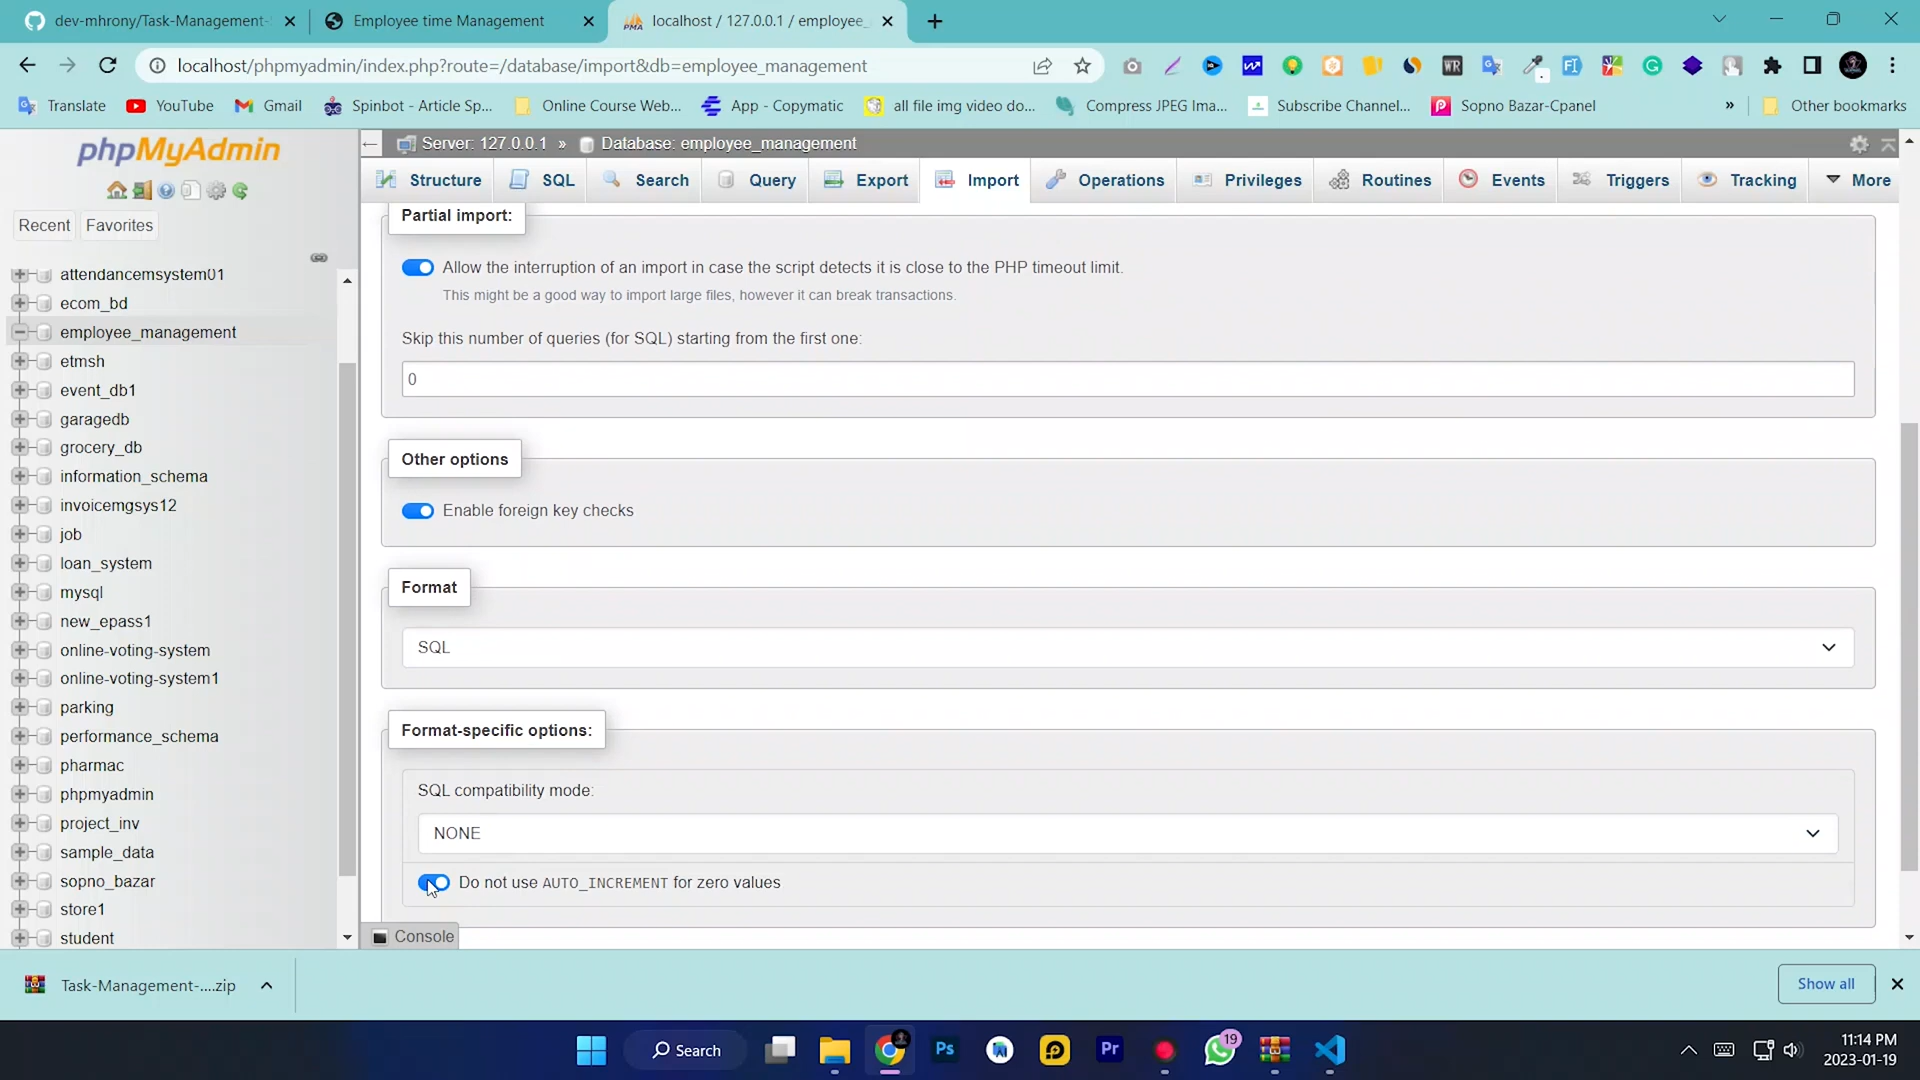 dev-mhrony/Task-Management-
Employee time Management
localhost / 127.0.0.1 / employee_
localhost/phpmyadmin/index.php?route=/database/import&db=employee_management
Translate
YouTube
Gmail
Spinbot - Article Sp...
Online Course Web...
App - Copymatic
all file img video do...
Compress JPEG Ima...
Subscribe Channel...
Sopno Bazar-Cpanel
»
Other bookmarks
phpMyAdmin
Recent
Favorites
attendancemsystem01
ecom_bd
employee_management
etmsh
event_db1
garagedb
grocery_db
information_schema
invoicemgsys12
job
loan_system
mysql
new_epass1
online-voting-system
online-voting-system1
parking
performance_schema
pharmac
phpmyadmin
project_inv
sample_data
sopno_bazar
store1
student
Server: 127.0.0.1 » Database: employee_management
Structure
SQL
Search
Query
Export
Import
Operations
Privileges
Routines
Events
Triggers
Tracking
More
Partial import:
Allow the interruption of an import in case the script detects it is close to the PHP timeout limit.
This might be a good way to import large files, however it can break transactions.
Skip this number of queries (for SQL) starting from the first one:
0
Other options
Enable foreign key checks
Format
SQL
Format-specific options:
SQL compatibility mode:
NONE
Do not use AUTO_INCREMENT for zero values
Console
Task-Management-....zip
Show all
Search
Ps
Pr
19
11:14 PM
2023-01-19